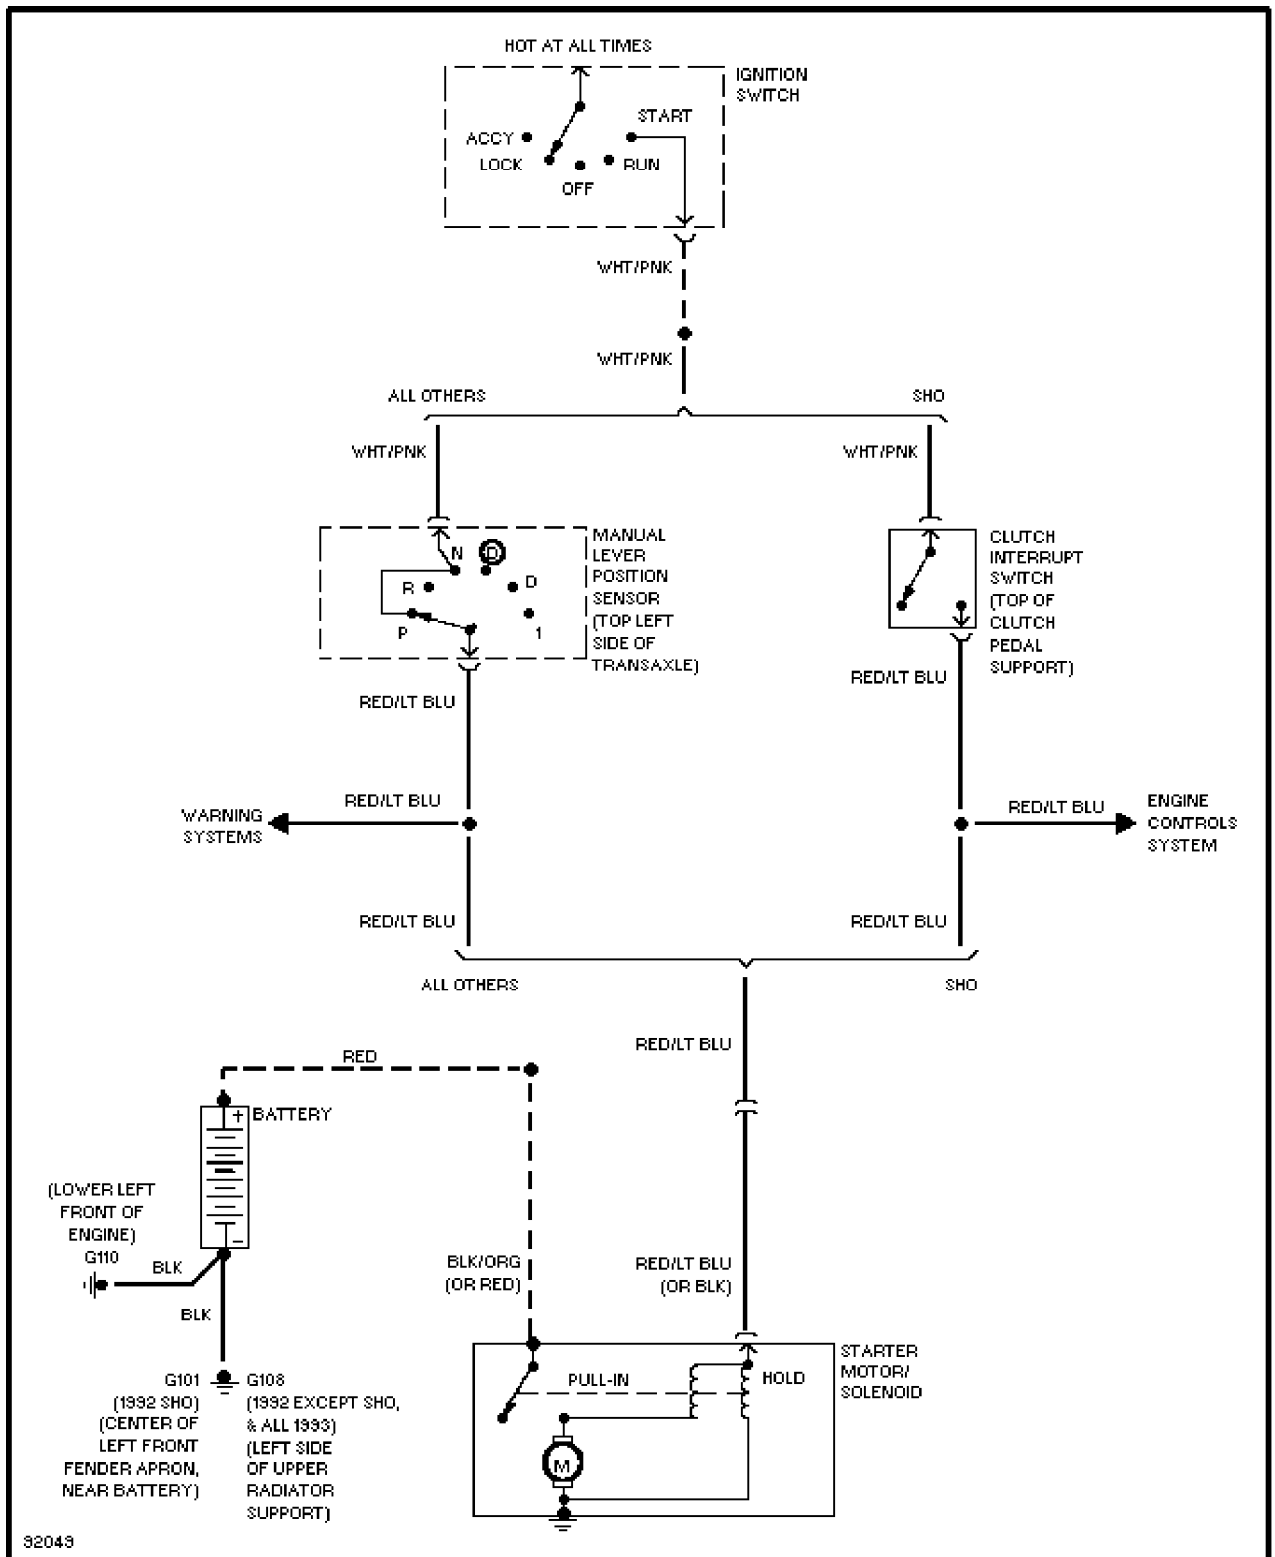 HOT AT ALL TIMES
IGNITION
SWITCH
START
ACCY
LOCK
RUN
OFF
WHT/PNK
WHT/PNK
ALL OTHERS
SHO
WHT/PNK
WHT/PNK
MANUAL
LEVER
POSITION
SENSOR
(TOP LEFT
SIDE OF
TRANSAXLE)
N
D
R
D
P
1
CLUTCH
INTERRUPT
SWITCH
(TOP OF
CLUTCH
PEDAL
SUPPORT)
RED/LT BLU
RED/LT BLU
WARNING
SYSTEMS
RED/LT BLU
RED/LT BLU
ENGINE
CONTROLS
SYSTEM
RED/LT BLU
RED/LT BLU
ALL OTHERS
SHO
RED/LT BLU
RED
+
BATTERY
-
(LOWER LEFT
FRONT OF
ENGINE)
G110
BLK
BLK
BLK/ORG
(OR RED)
RED/LT BLU
(OR BLK)
G101
(1992 SHO)
(CENTER OF
LEFT FRONT
FENDER APRON,
NEAR BATTERY)
G108
(1992 EXCEPT SHO,
& ALL 1993)
(LEFT SIDE
OF UPPER
RADIATOR
SUPPORT)
PULL-IN
HOLD
M
STARTER
MOTOR/
SOLENOID
92049